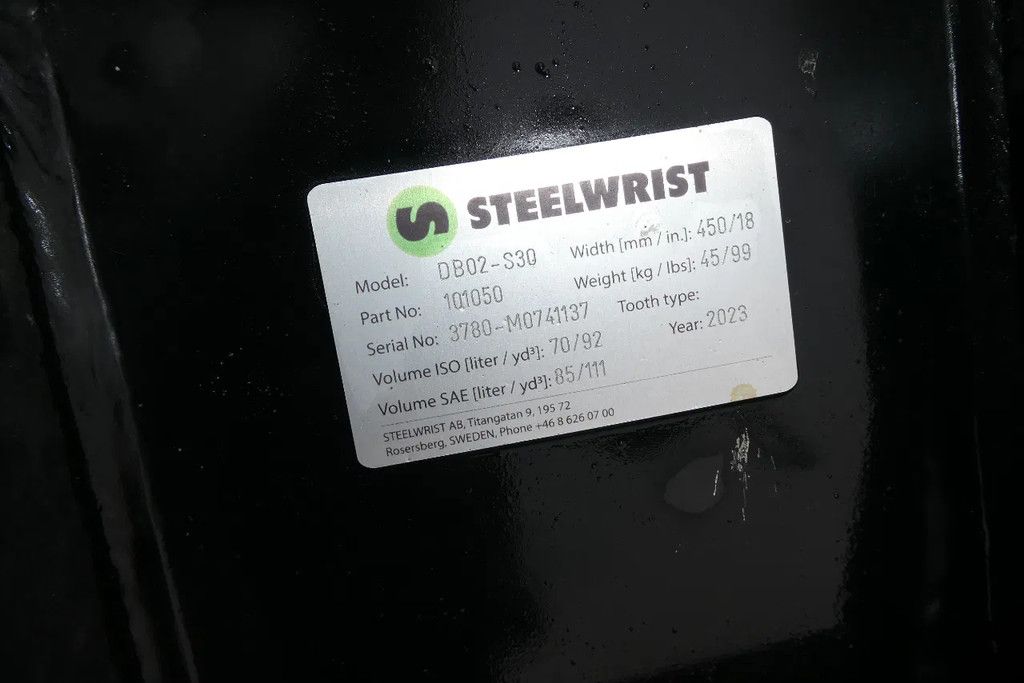 STEELWRIST
Model: DB02-S30
Width [mm / in.]: 450/18
Part No: 101050
Weight [kg / lbs]: 45/99
Serial No: 3780-M0741137
Tooth type:
Volume ISO [liter / yd³]: 70/92
Year: 2023
Volume SAE [liter / yd³]: 85/111
STEELWRIST AB, Titangatan 9, 195 72
Rosersberg, SWEDEN, Phone +46 8 626 07 00